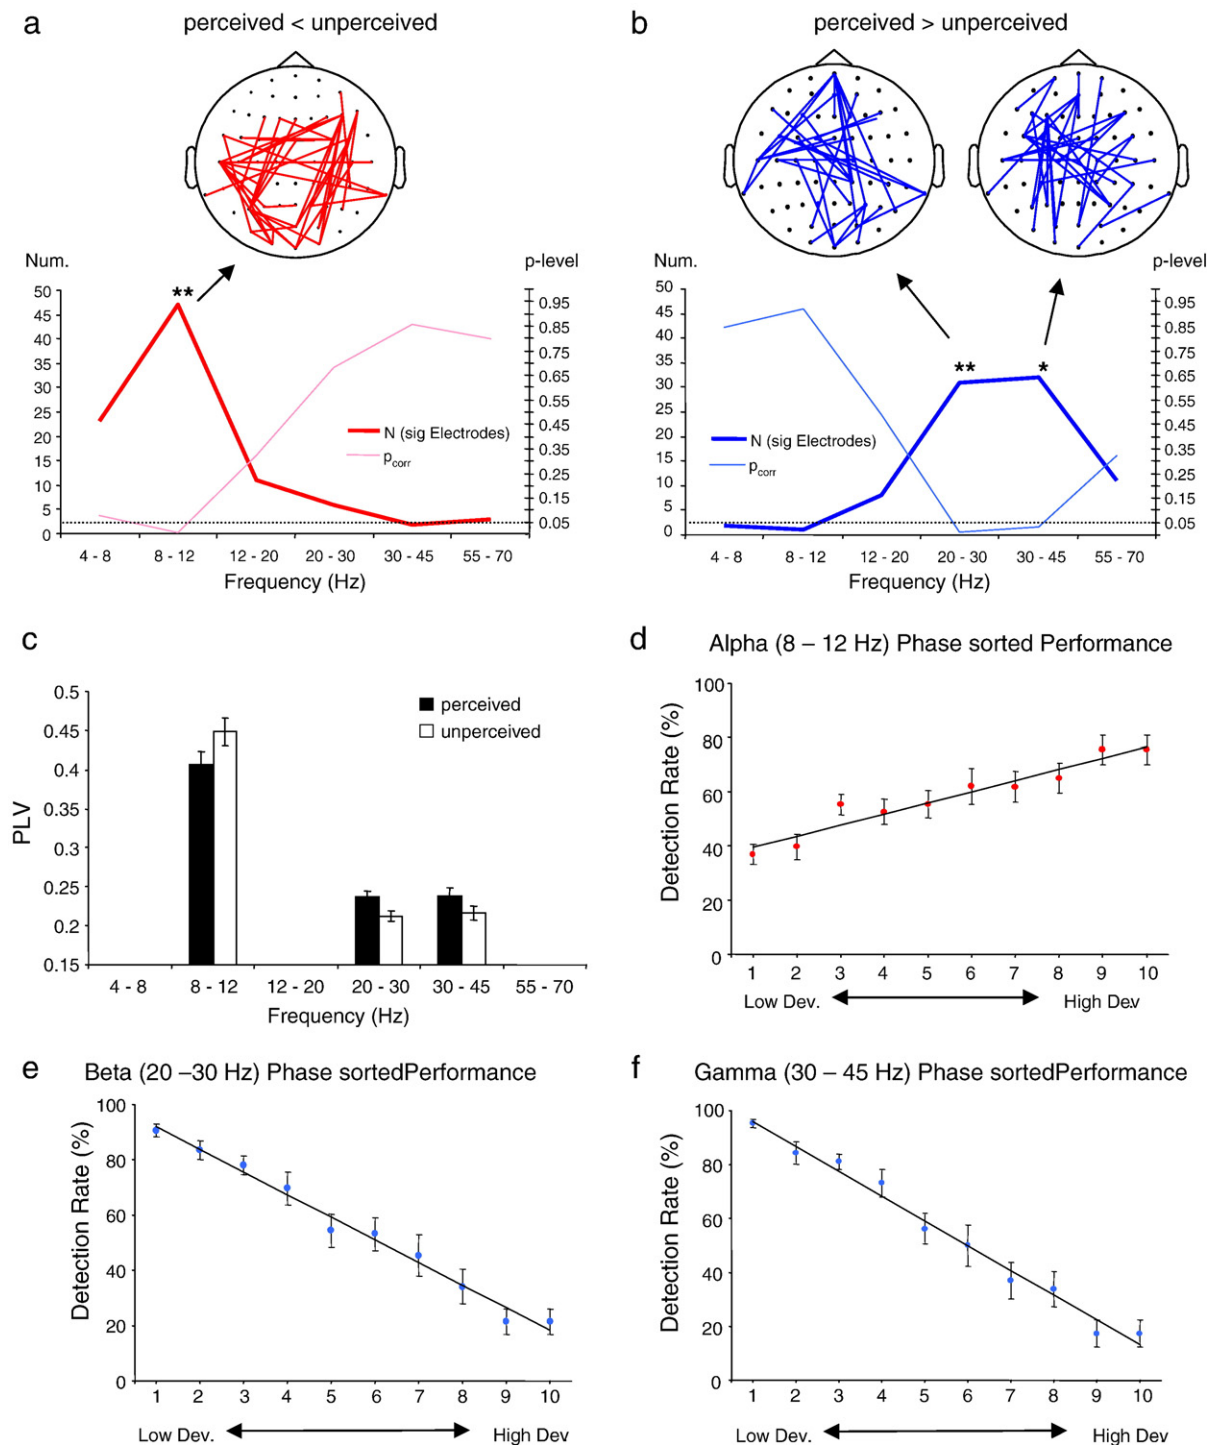 a
perceived < unperceived
Num.
p-level
50
45
40
35
30
25
20
15
10
5
0
0.95
0.85
0.75
0.65
0.55
0.45
0.35
0.25
0.15
0.05
**
N (sig Electrodes)
pcorr
4 - 8 8 - 12 12 - 20 20 - 30 30 - 45 55 - 70
Frequency (Hz)
b
perceived > unperceived
Num.
p-level
50
45
40
35
30
25
20
15
10
5
0
0.95
0.85
0.75
0.65
0.55
0.45
0.35
0.25
0.15
0.05
** *
N (sig Electrodes)
pcorr
4 - 8 8 - 12 12 - 20 20 - 30 30 - 45 55 - 70
Frequency (Hz)
c
PLV
0.5
0.45
0.4
0.35
0.3
0.25
0.2
0.15
perceived
unperceived
4 - 8 8 - 12 12 - 20 20 - 30 30 - 45 55 - 70
Frequency (Hz)
d
Alpha (8 – 12 Hz) Phase sorted Performance
Detection Rate (%)
100
80
60
40
20
0
1 2 3 4 5 6 7 8 9 10
Low Dev. High Dev.
e
Beta (20 –30 Hz) Phase sortedPerformance
Detection Rate (%)
100
80
60
40
20
0
1 2 3 4 5 6 7 8 9 10
Low Dev. High Dev
f
Gamma (30 – 45 Hz) Phase sortedPerformance
Detection Rate (%)
100
80
60
40
20
0
1 2 3 4 5 6 7 8 9 10
Low Dev. High Dev